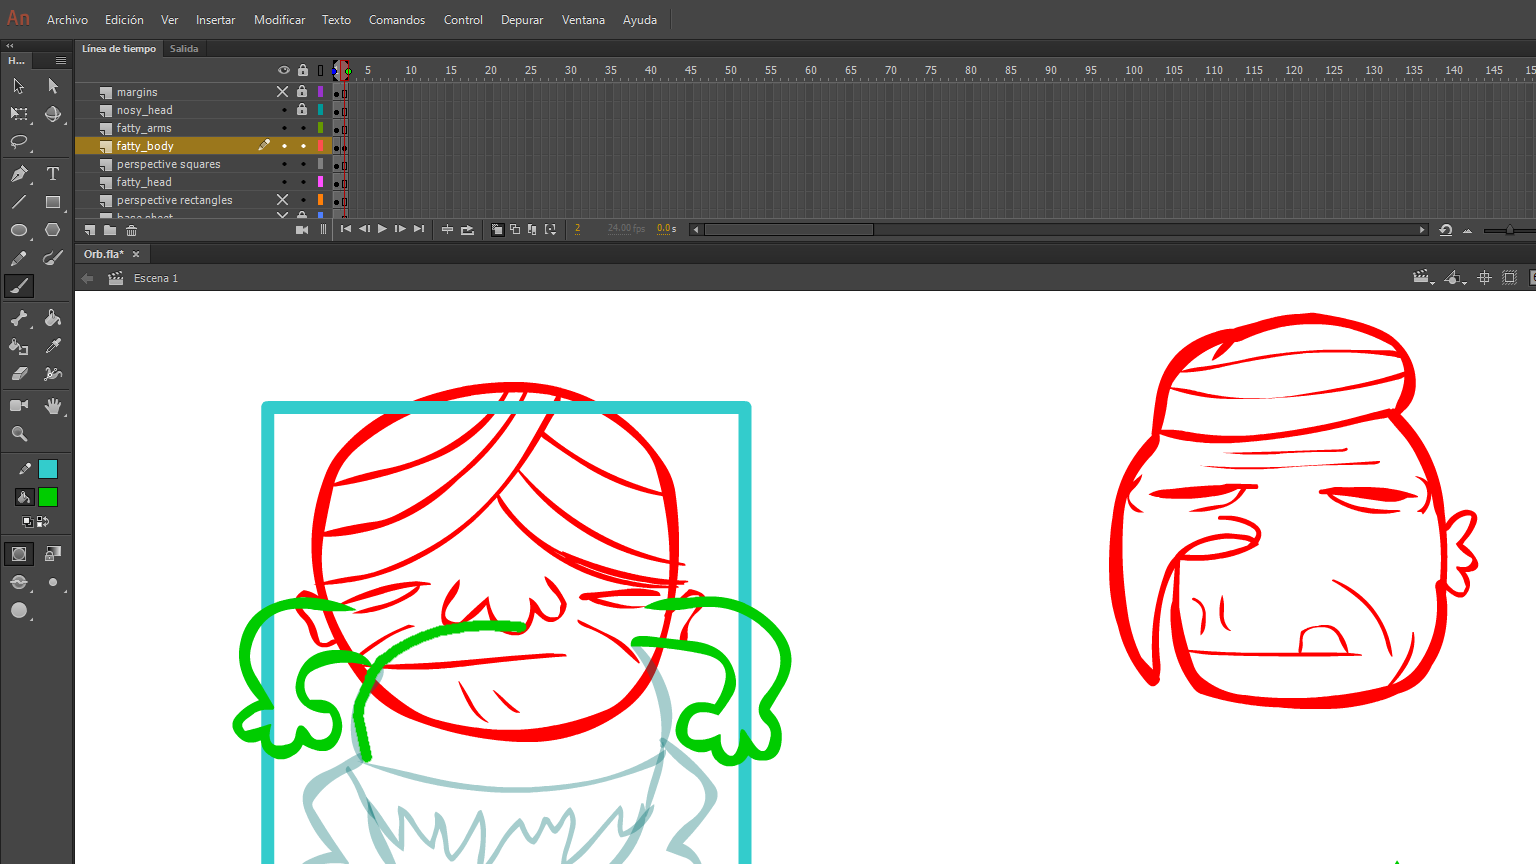 An Archivo Edición Ver Insertar Modificar Texto Comandos Control Depurar Ventana Ayuda
H... Línea de tiempo Salida
5 10 15 20 25 30 35 40 45 50 55 60 65 70 75 80 85 90 95 100 105 110 115 120 125 130 135 140 145
margins
nosy_head
fatty_arms
fatty_body
perspective squares
fatty_head
perspective rectangles
base sheet
2 24.00 fps 0.0 s
Orb.fla*
Escena 1